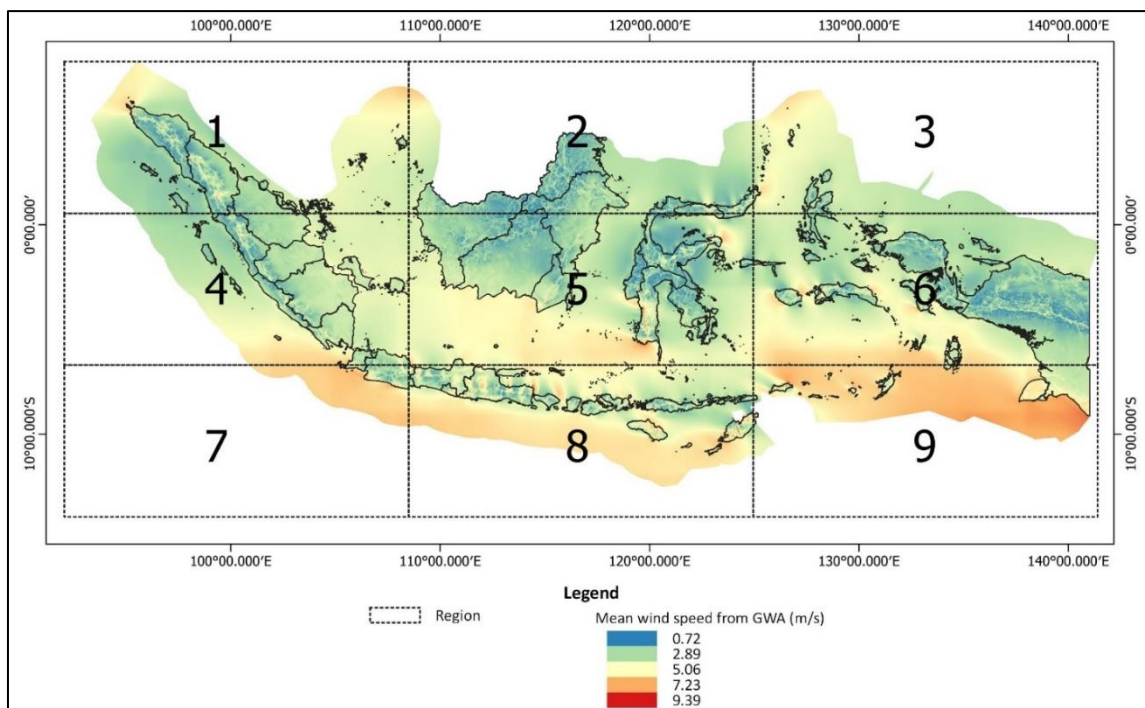 100°00.000'E 110°00.000'E 120°00.000'E 130°00.000'E 140°00.000'E
1 2 3
0°00.000' 0°00.000'
4 5 6
10°00.000'S 10°00.000'S
7 8 9
100°00.000'E 110°00.000'E 120°00.000'E 130°00.000'E 140°00.000'E
Legend
Region
Mean wind speed from GWA (m/s)
0.72
2.89
5.06
7.23
9.39